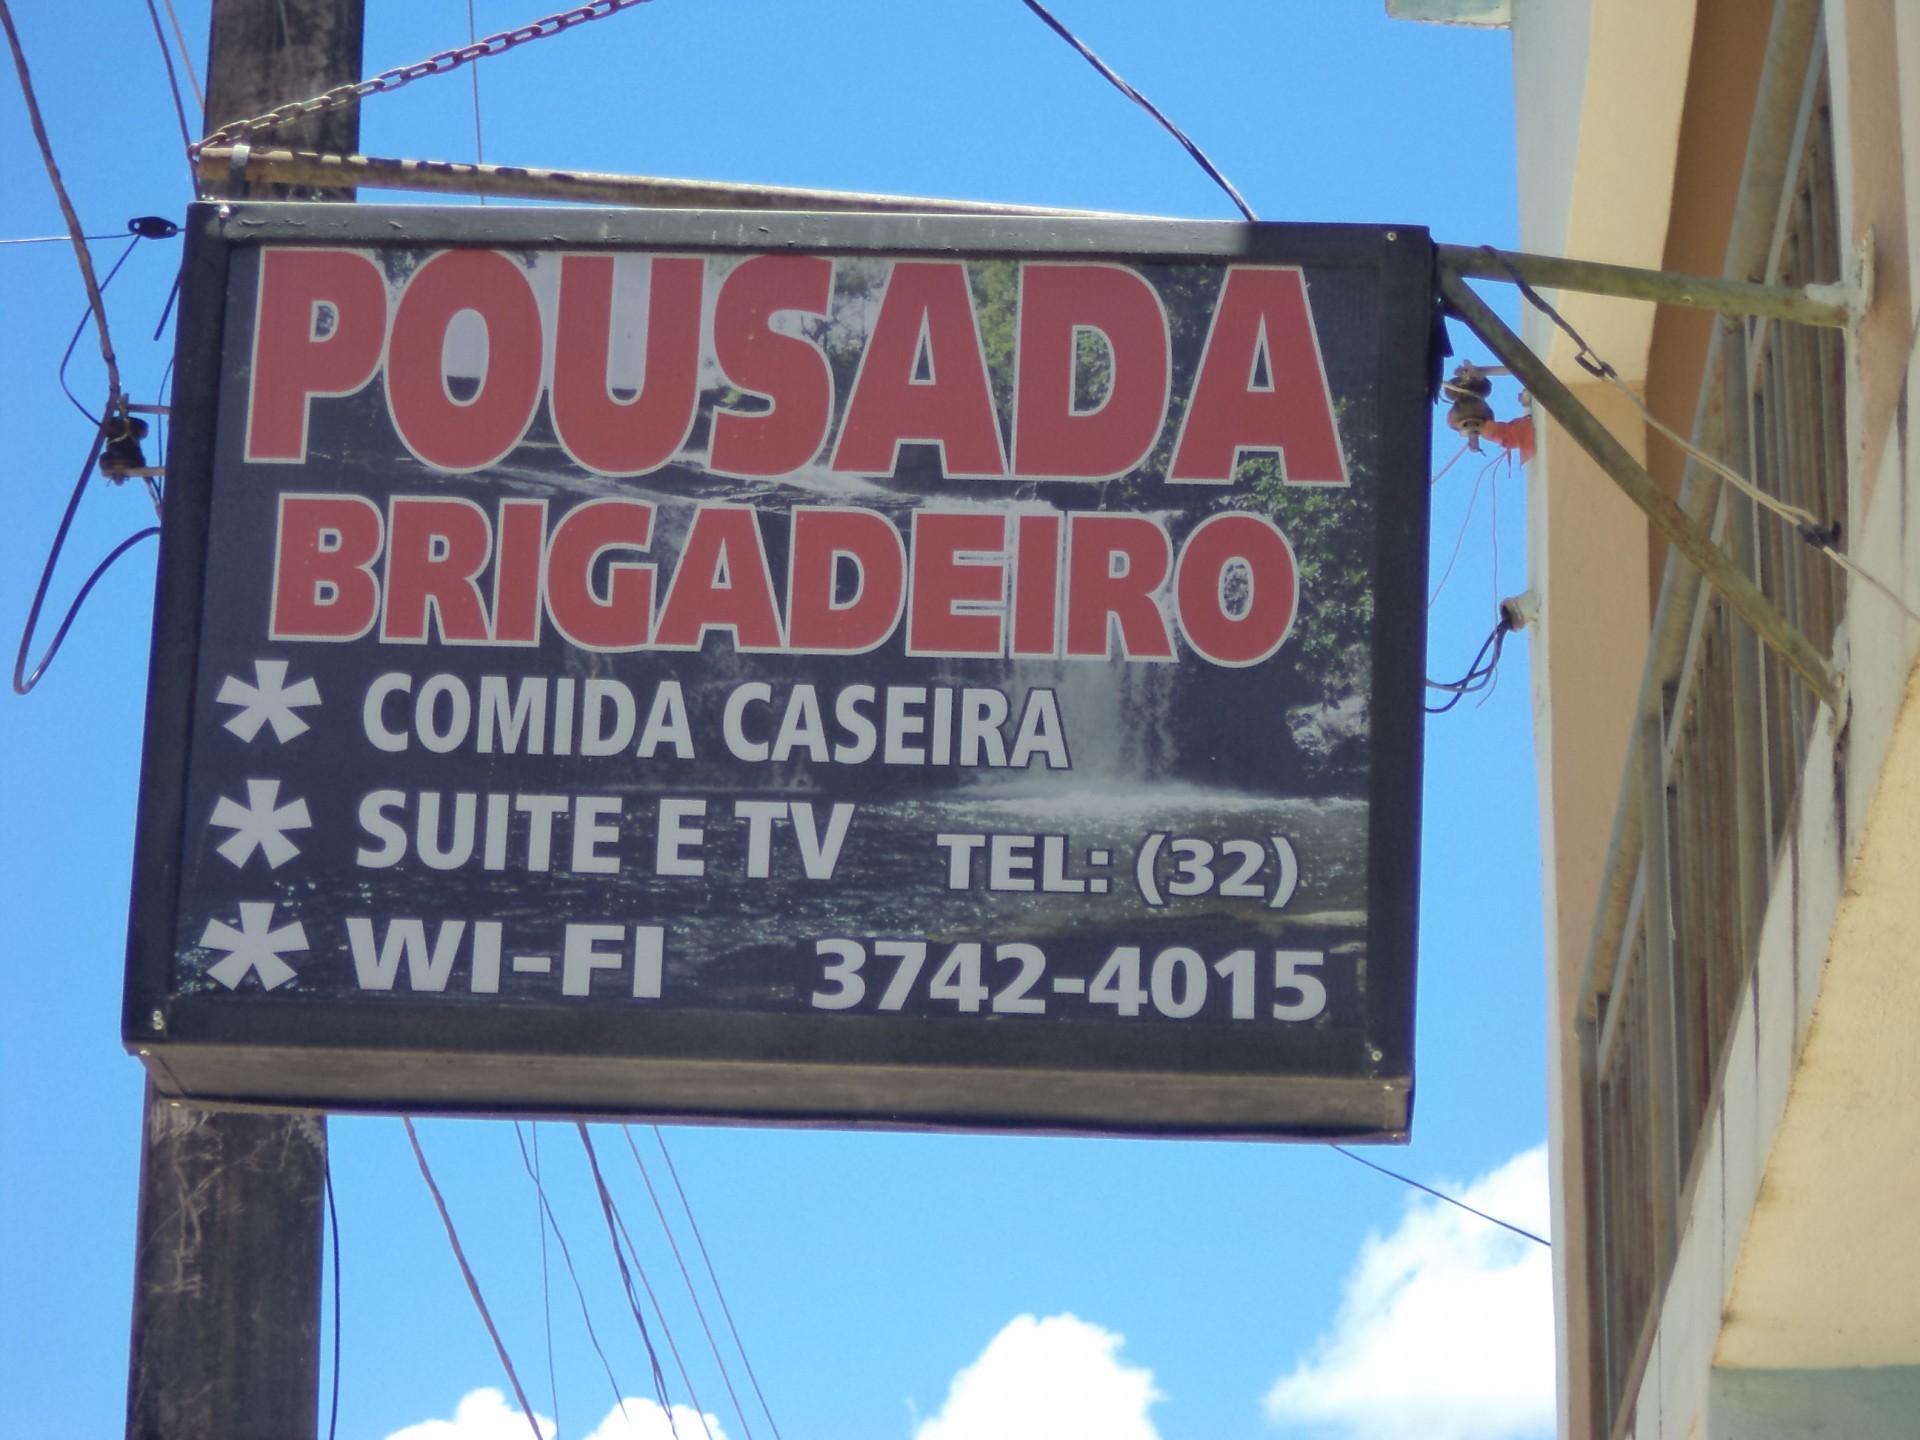 POUSADA
BRIGADEIRO
* COMIDA CASEIRA
* SUITE E TV TEL: (32)
* WI-FI 3742-4015